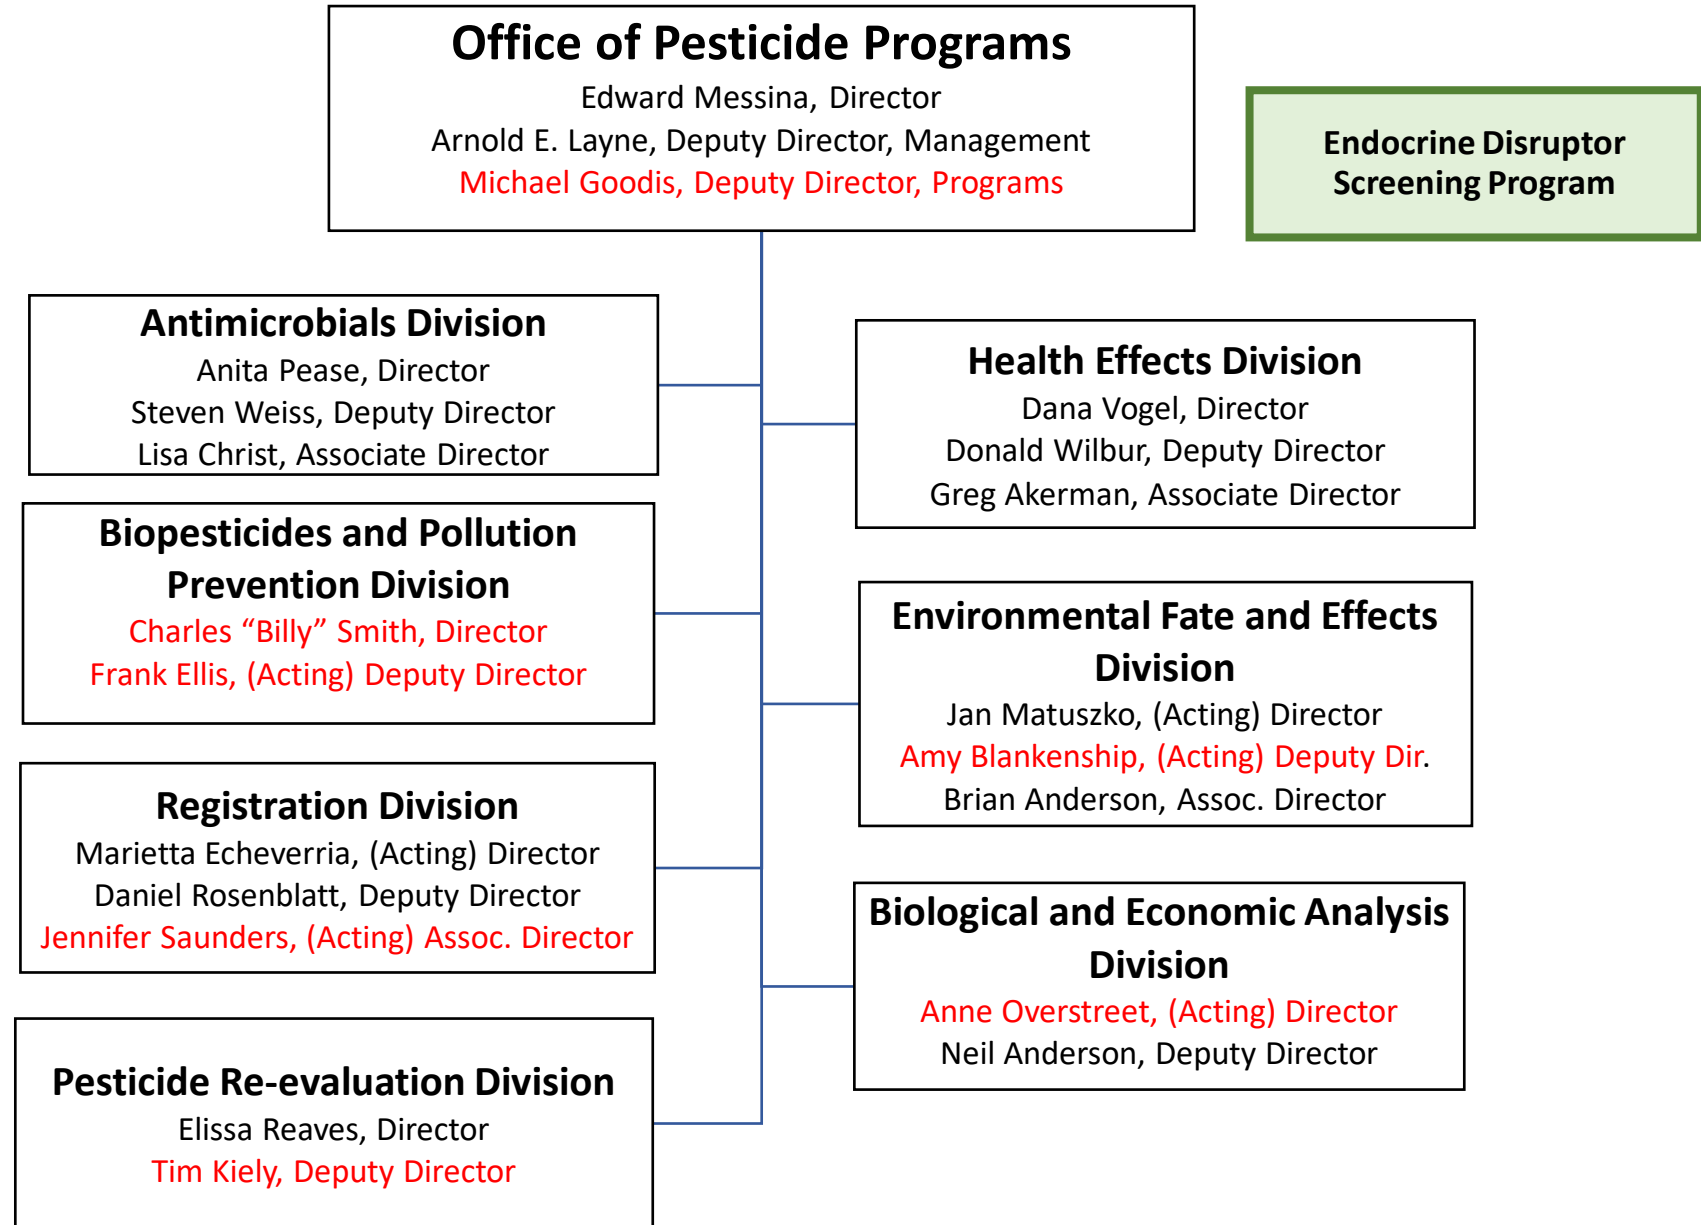 Office of Pesticide Programs
Edward Messina, Director
Arnold E. Layne, Deputy Director, Management
Michael Goodis, Deputy Director, Programs
Endocrine Disruptor
Screening Program
Antimicrobials Division
Anita Pease, Director
Steven Weiss, Deputy Director
Lisa Christ, Associate Director
Health Effects Division
Dana Vogel, Director
Donald Wilbur, Deputy Director
Greg Akerman, Associate Director
Biopesticides and Pollution
Prevention Division
Charles “Billy” Smith, Director
Frank Ellis, (Acting) Deputy Director
Environmental Fate and Effects
Division
Jan Matuszko, (Acting) Director
Amy Blankenship, (Acting) Deputy Dir.
Brian Anderson, Assoc. Director
Registration Division
Marietta Echeverria, (Acting) Director
Daniel Rosenblatt, Deputy Director
Jennifer Saunders, (Acting) Assoc. Director
Biological and Economic Analysis
Division
Anne Overstreet, (Acting) Director
Neil Anderson, Deputy Director
Pesticide Re-evaluation Division
Elissa Reaves, Director
Tim Kiely, Deputy Director